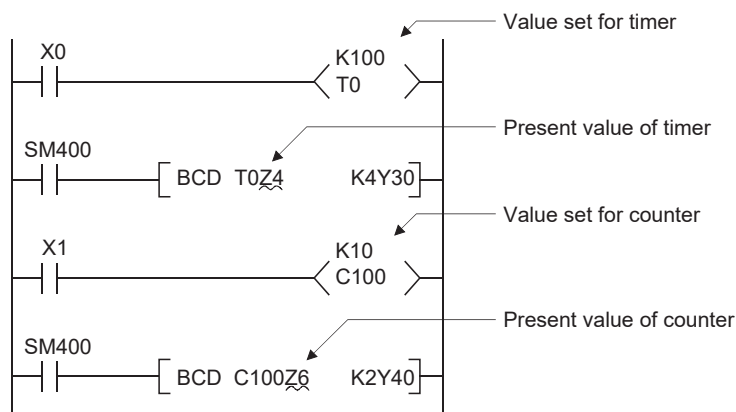 Value set for timer
X0
K100
T0
Present value of timer
SM400
BCD T0Z4 K4Y30
Value set for counter
X1
K10
C100
Present value of counter
SM400
BCD C100Z6 K2Y40